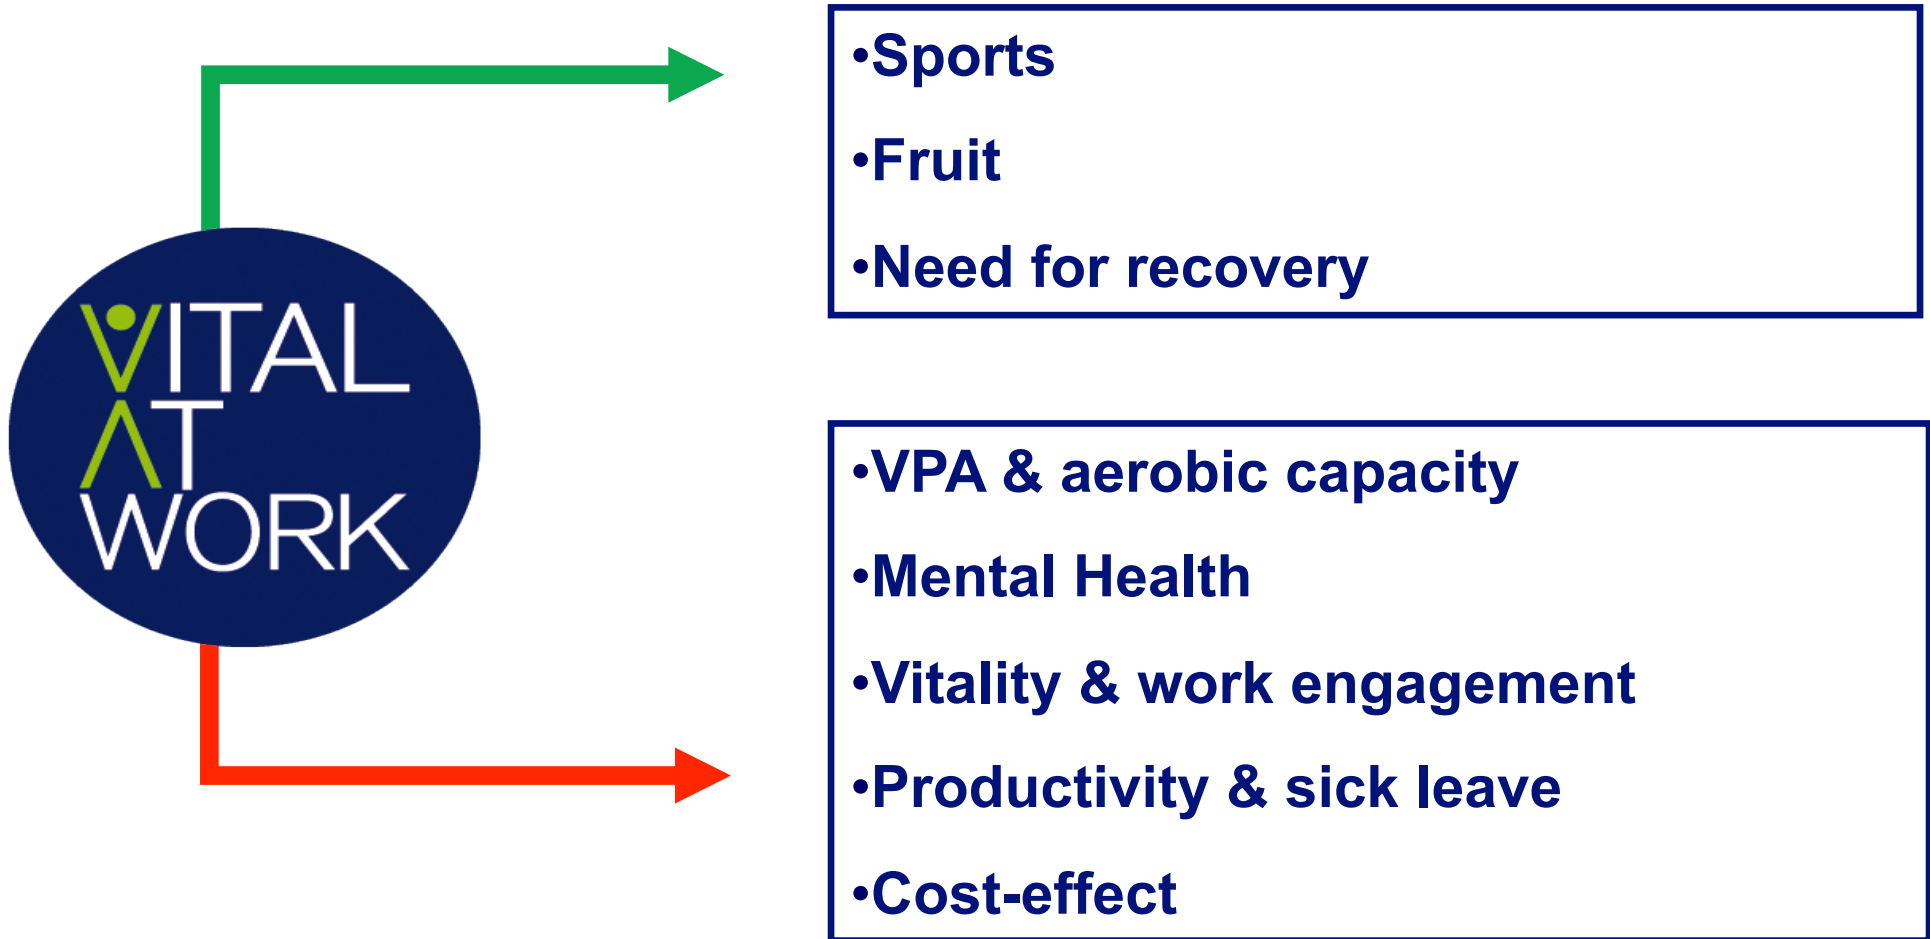 •Sports
•Fruit
•Need for recovery
VITAL
AT
WORK
•VPA & aerobic capacity
•Mental Health
•Vitality & work engagement
•Productivity & sick leave
•Cost-effect